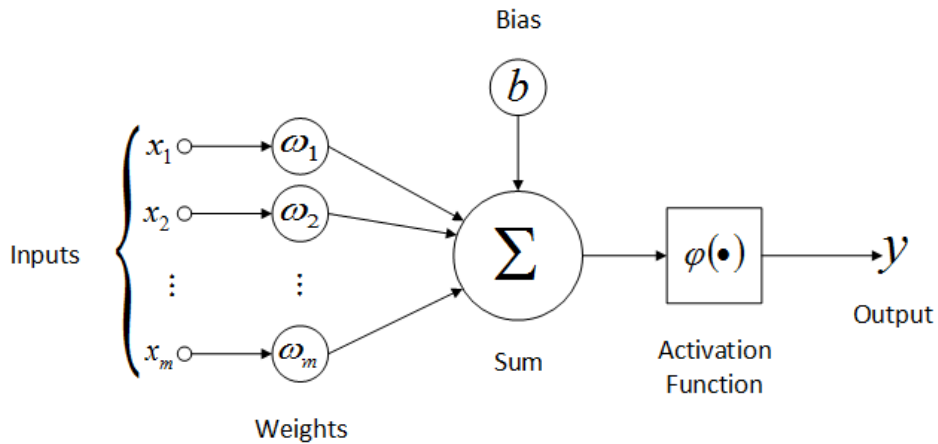 Bias
b
x₁ ω₁
x₂ ω₂
Inputs ⋮ ⋮ Σ φ(•) y
Output
xₘ ωₘ
Sum Activation
Function
Weights